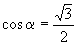 cos α = √3/2